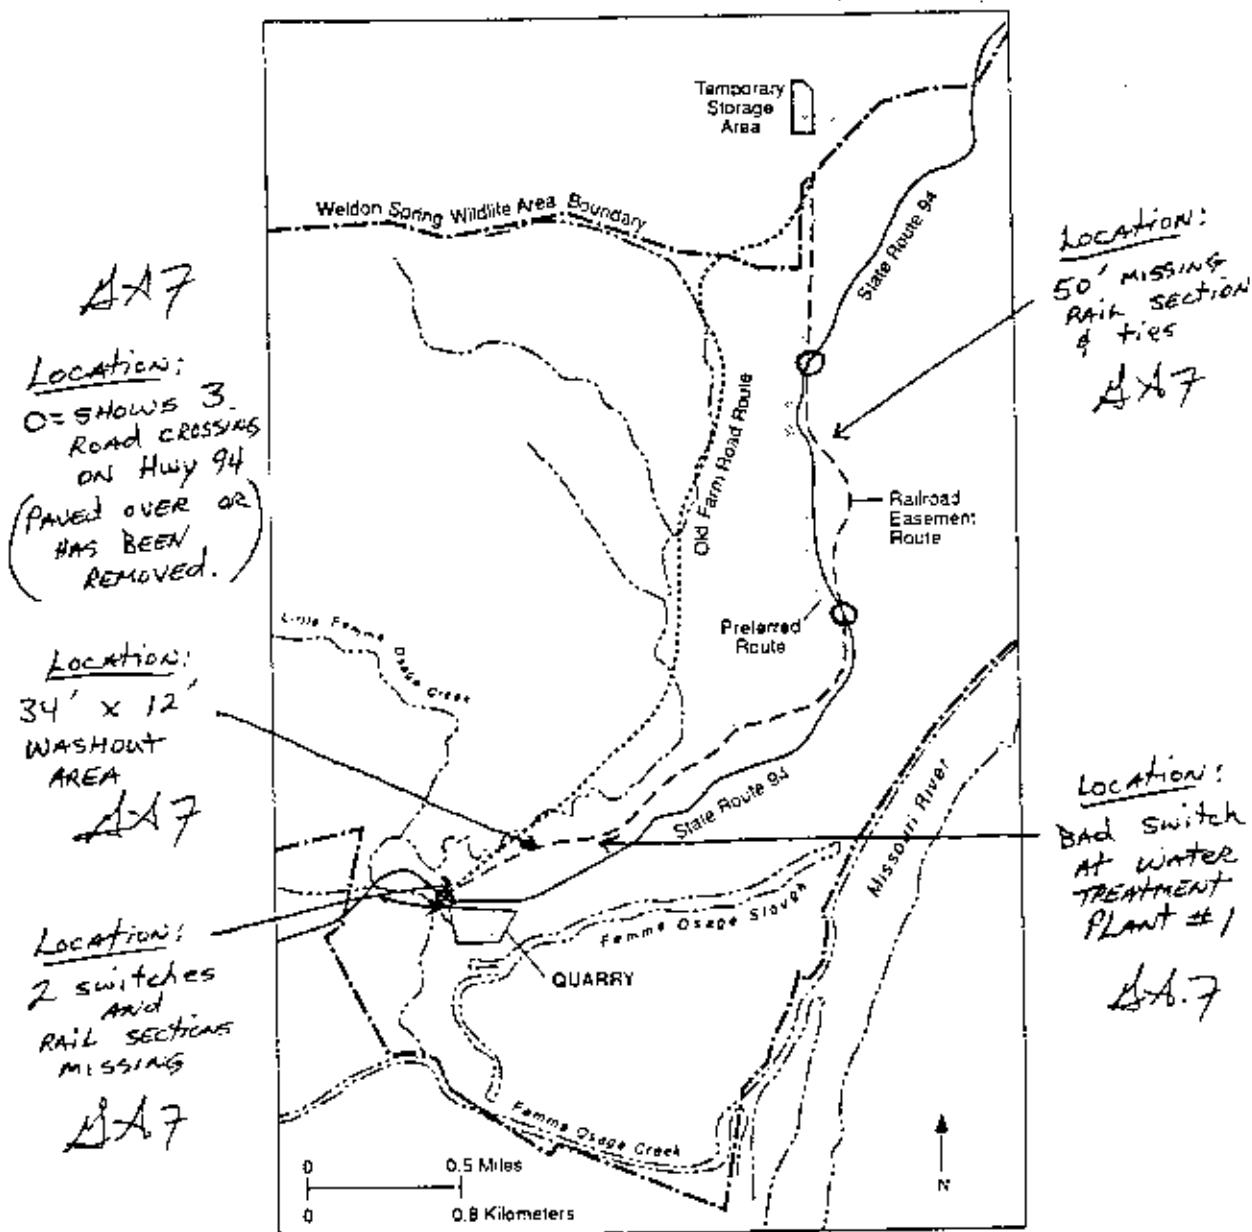 Temporary
Storage
Area
Weldon Spring Wildlife Area Boundary
State Route 94
LOCATION:
50' MISSING
RAIL SECTION
& ties
LOCATION:
O= SHOWS 3
ROAD CROSSING
ON HWY 94
(PAVED OVER OR
HAS BEEN
REMOVED.)
Old Farm Road Route
Railroad
Easement
Route
Preferred
Route
Little Femme Osage Creek
LOCATION:
34' x 12'
WASHOUT
AREA
State Route 94
Missouri River
LOCATION:
BAD SWITCH
AT WATER
TREATMENT
PLANT #1
Femme Osage Slough
QUARRY
LOCATION:
2 switches
AND
RAIL SECTIONS
MISSING
Femme Osage Creek
0 0.5 Miles
0 0.8 Kilometers
N